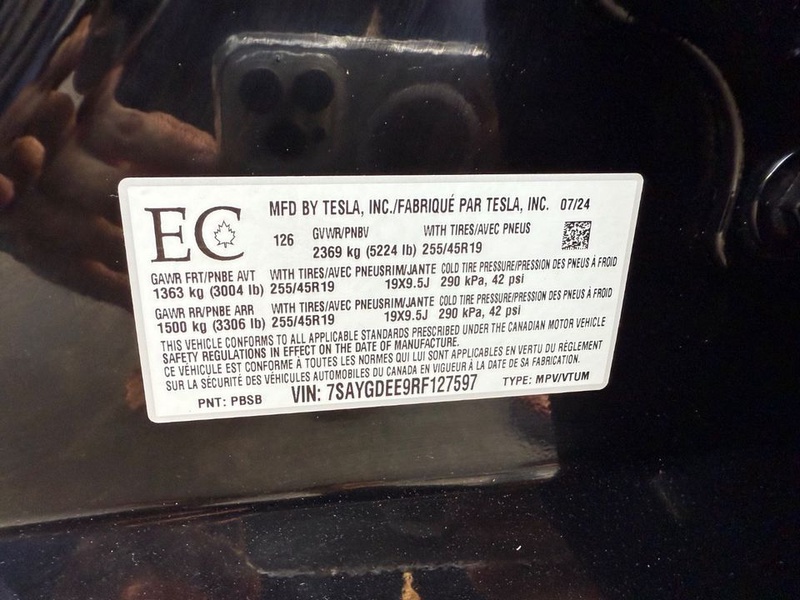 EC
MFD BY TESLA, INC./FABRIQUÉ PAR TESLA, INC. 07/24
126 GVWR/PNBV WITH TIRES/AVEC PNEUS
2369 kg (5224 lb) 255/45R19
GAWR FRT/PNBE AVT WITH TIRES/AVEC PNEUS RIM/JANTE COLD TIRE PRESSURE/PRESSION DES PNEUS À FROID
1363 kg (3004 lb) 255/45R19 19X9.5J 290 kPa, 42 psi
GAWR RR/PNBE ARR WITH TIRES/AVEC PNEUS RIM/JANTE COLD TIRE PRESSURE/PRESSION DES PNEUS À FROID
1500 kg (3306 lb) 255/45R19 19X9.5J 290 kPa, 42 psi
THIS VEHICLE CONFORMS TO ALL APPLICABLE STANDARDS PRESCRIBED UNDER THE CANADIAN MOTOR VEHICLE
SAFETY REGULATIONS IN EFFECT ON THE DATE OF MANUFACTURE.
CE VÉHICULE EST CONFORME À TOUTES LES NORMES QUI LUI SONT APPLICABLES EN VERTU DU RÉGLEMENT
SUR LA SÉCURITÉ DES VÉHICULES AUTOMOBILES DU CANADA EN VIGUEUR À LA DATE DE SA FABRICATION.
PNT: PBSB VIN: 7SAYGDEE9RF127597 TYPE: MPV/VTUM